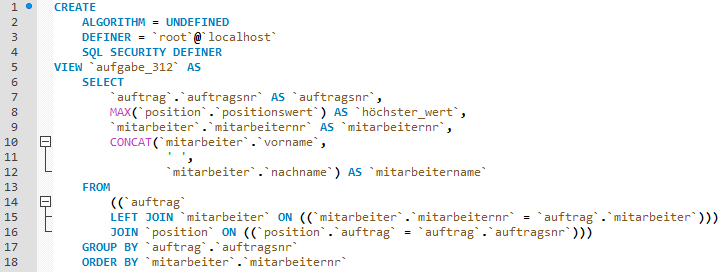 1 CREATE
2 ALGORITHM = UNDEFINED
3 DEFINER = `root`@`localhost`
4 SQL SECURITY DEFINER
5 VIEW `aufgabe_312` AS
6 SELECT
7 `auftrag`.`auftragsnr` AS `auftragsnr`,
8 MAX(`position`.`positionswert`) AS `höchster_wert`,
9 `mitarbeiter`.`mitarbeiternr` AS `mitarbeiternr`,
10 CONCAT(`mitarbeiter`.`vorname`,
11 ' ',
12 `mitarbeiter`.`nachname`) AS `mitarbeitername`
13 FROM
14 ((`auftrag`
15 LEFT JOIN `mitarbeiter` ON ((`mitarbeiter`.`mitarbeiternr` = `auftrag`.`mitarbeiter`)))
16 JOIN `position` ON ((`position`.`auftrag` = `auftrag`.`auftragsnr`)))
17 GROUP BY `auftrag`.`auftragsnr`
18 ORDER BY `mitarbeiter`.`mitarbeiternr`